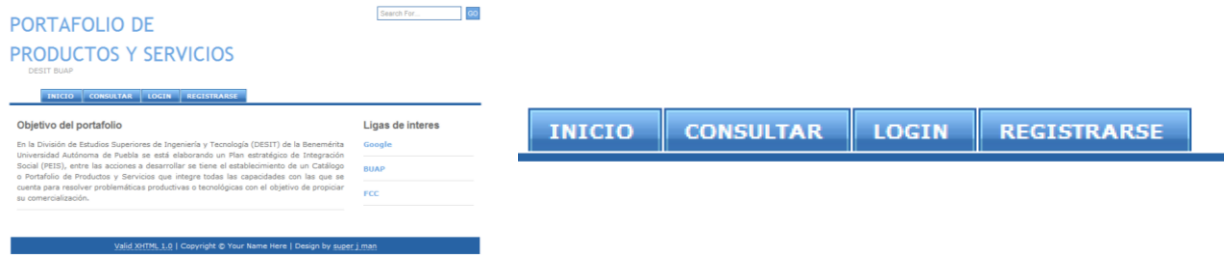 PORTAFOLIO DE
PRODUCTOS Y SERVICIOS
DESIT BUAP
Search For...
GO
INICIO CONSULTAR LOGIN REGISTRARSE
Objetivo del portafolio
En la División de Estudios Superiores de Ingeniería y Tecnología (DESIT) de la Benemérita
Universidad Autónoma de Puebla se está elaborando un Plan estratégico de Integración
Social (PEIS), entre las acciones a desarrollar se tiene el establecimiento de un Catálogo
o Portafolio de Productos y Servicios que integre todas las capacidades con las que se
cuenta para resolver problemáticas productivas o tecnológicas con el objetivo de propiciar
su comercialización.
Ligas de interes
Google
BUAP
FCC
Valid XHTML 1.0 | Copyright © Your Name Here | Design by super j man
INICIO CONSULTAR LOGIN REGISTRARSE